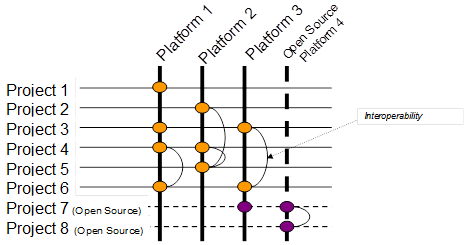 Platform 1
Platform 2
Platform 3
Open Source
Platform 4
Project 1
Project 2
Project 3
Interoperability
Project 4
Project 5
Project 6
Project 7 (Open Source)
Project 8 (Open Source)